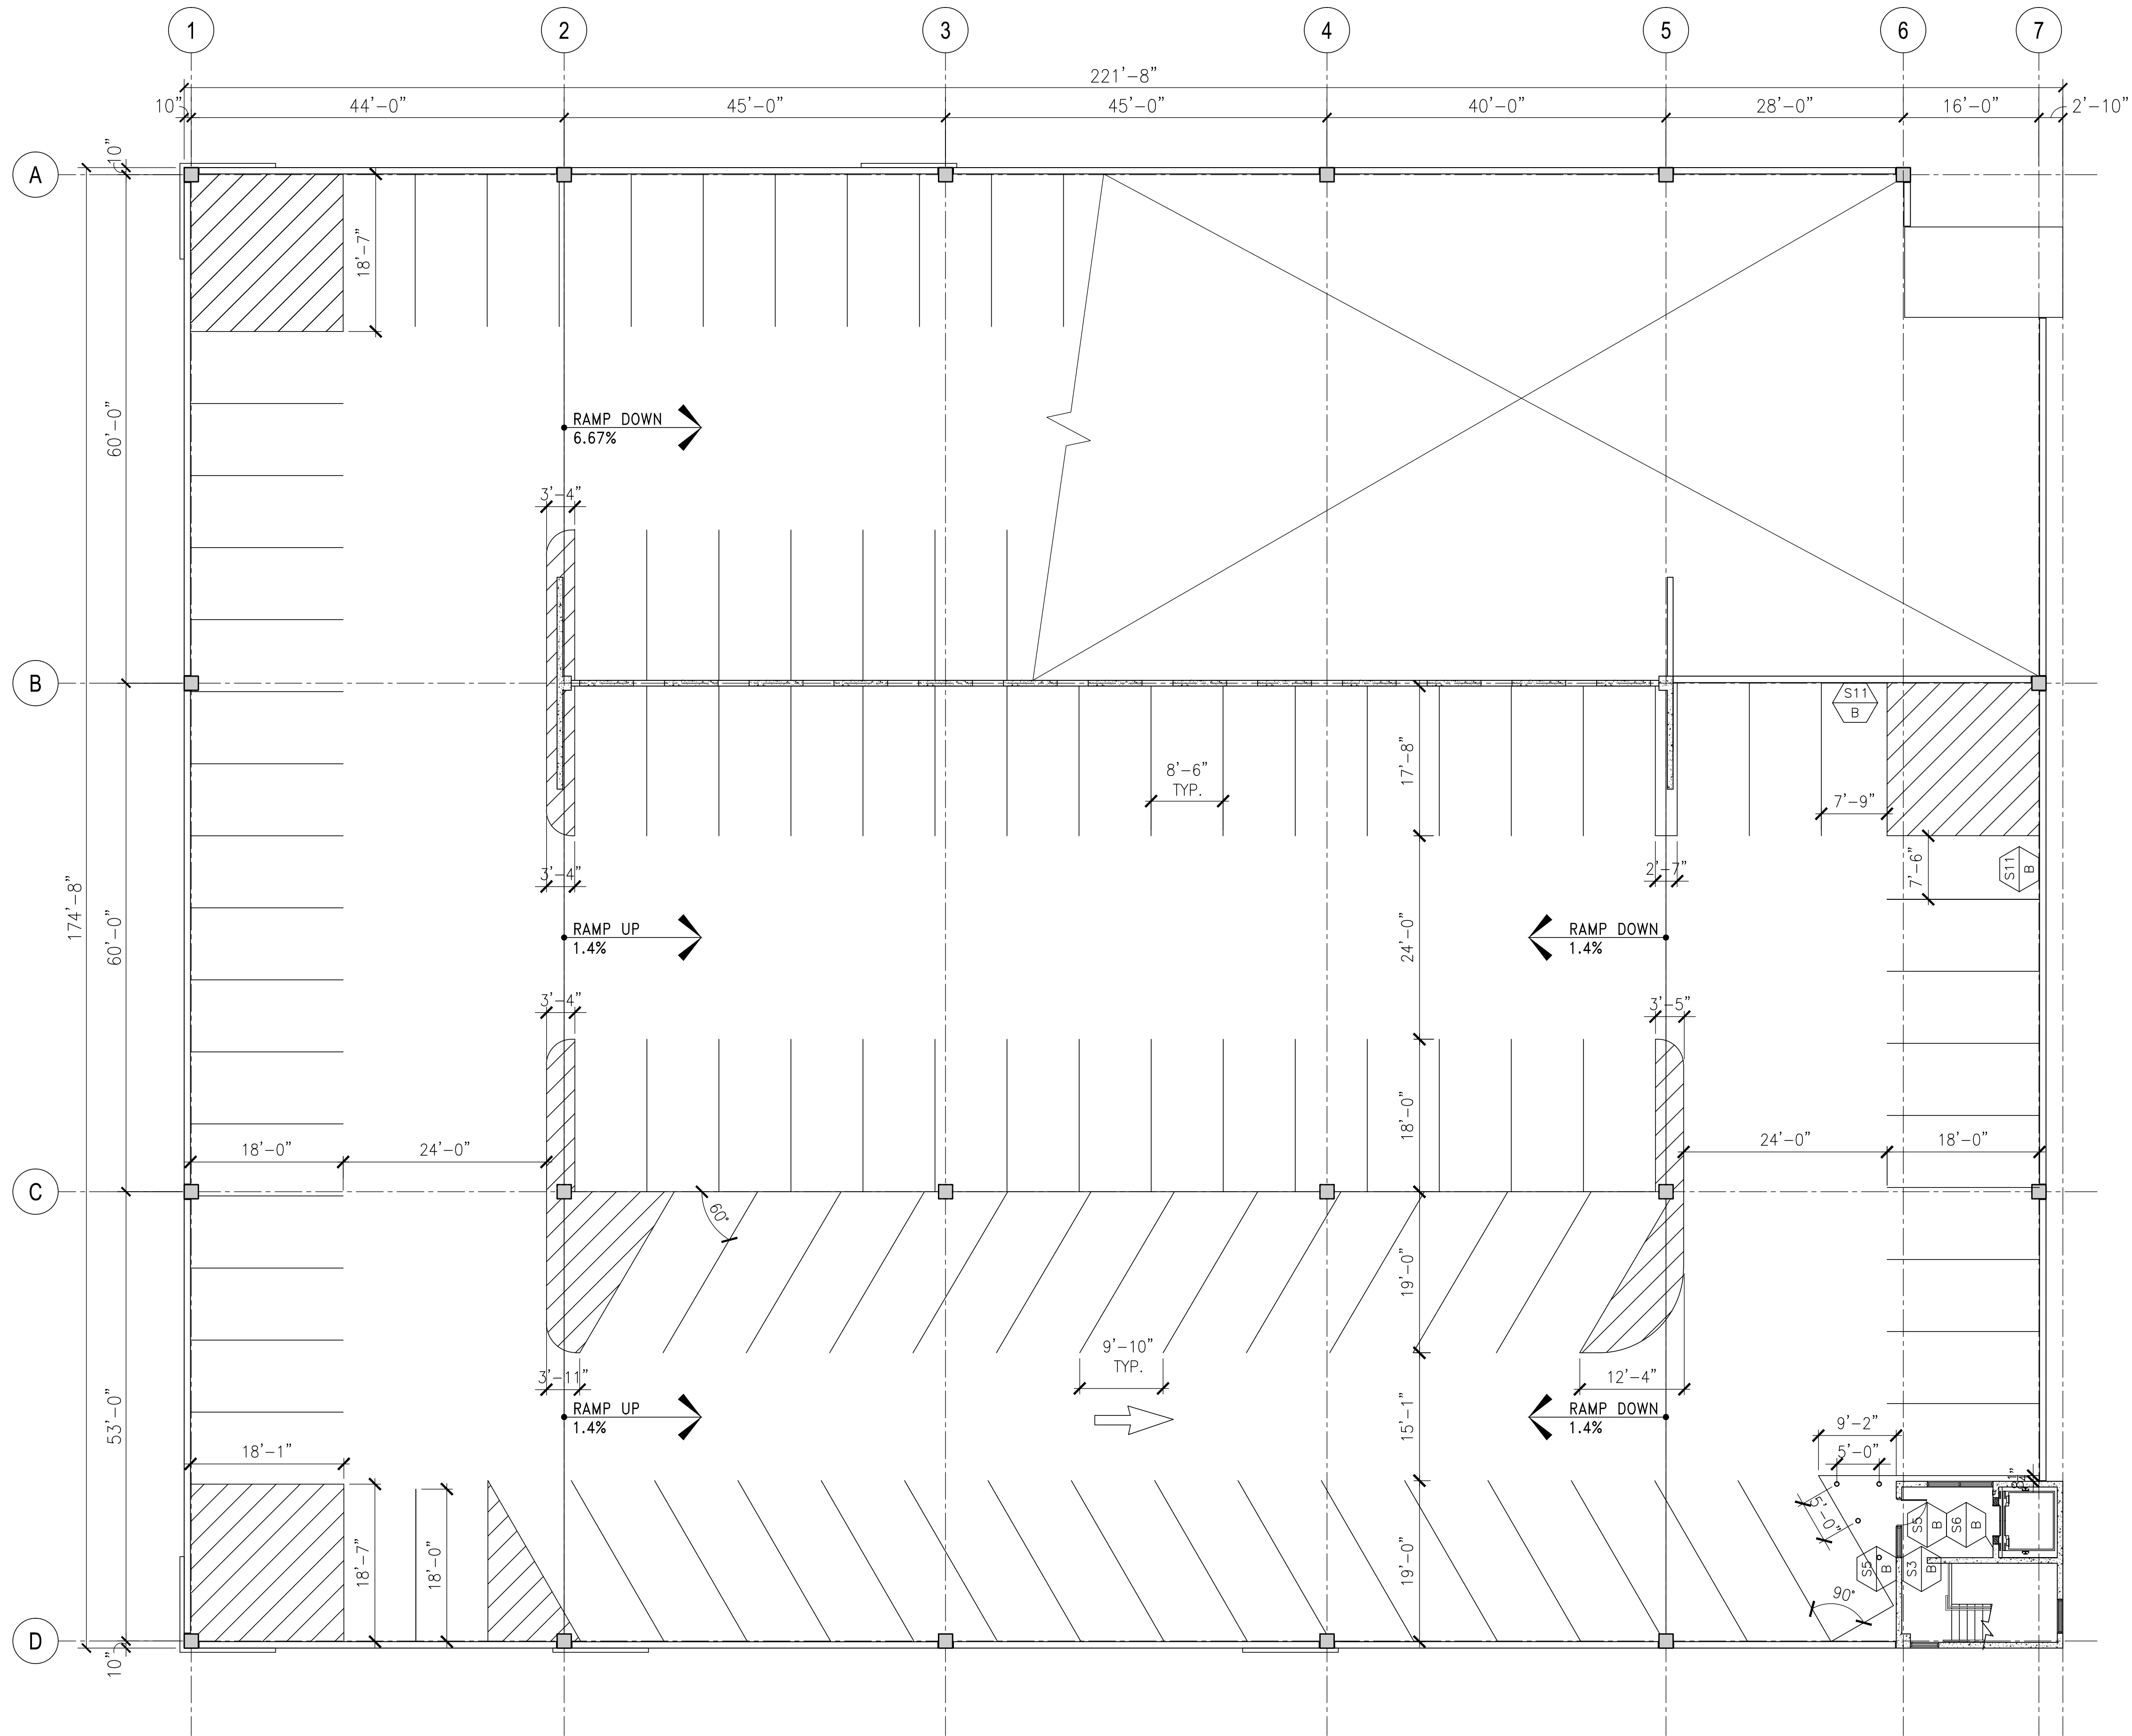 1 2 3 4 5 6 7
221'-8"
10" 44'-0" 45'-0" 45'-0" 40'-0" 28'-0" 16'-0" 2'-10"
10"
A
18'-7"
60'-0"
RAMP DOWN
6.67%
3'-4"
B
S11
B
17'-8"
8'-6"
TYP.
7'-9"
7'-6"
S11
B
3'-4"
2'-7"
174'-8"
60'-0"
RAMP UP
1.4%
24'-0"
RAMP DOWN
1.4%
3'-4"
3'-5"
18'-0"
18'-0" 24'-0"
24'-0" 18'-0"
C
60°
19'-0"
9'-10"
TYP.
3'-11"
12'-4"
53'-0"
RAMP UP
1.4%
15'-1"
RAMP DOWN
1.4%
9'-2"
5'-0"
18'-1"
5'-0"
S5
B
S6
B
18'-7"
18'-0"
19'-0"
S5
B
S3
B
90°
D
10"